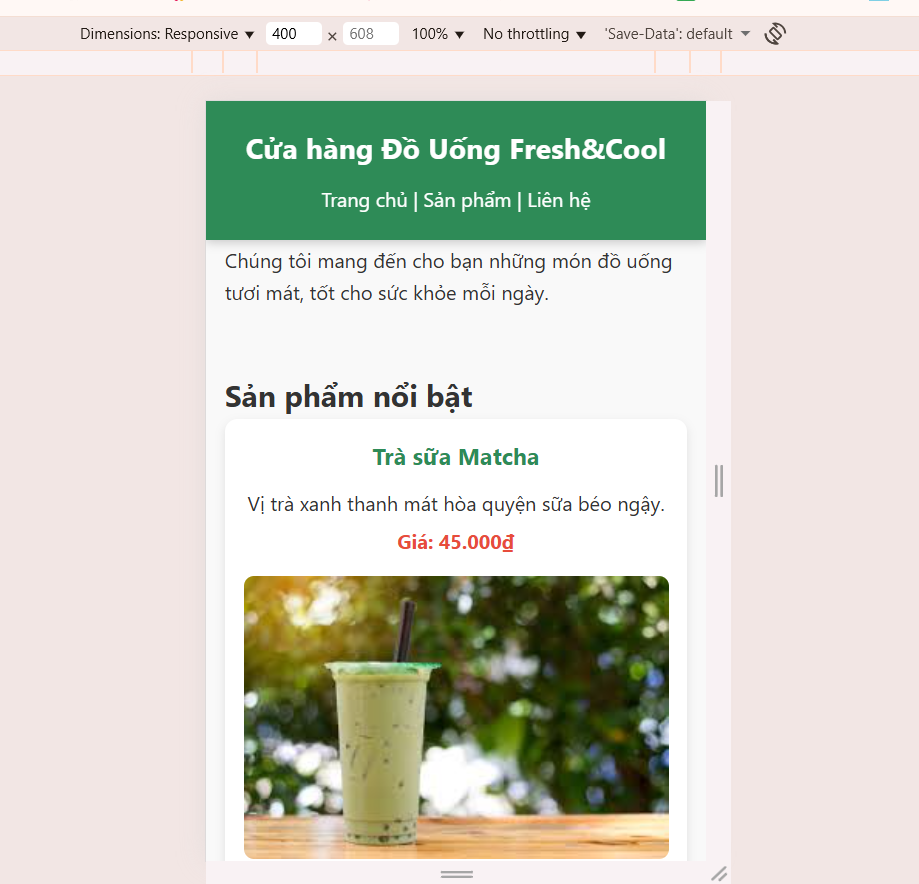 Dimensions: Responsive 400 × 608 100% No throttling 'Save-Data': default
Cửa hàng Đồ Uống Fresh&Cool
Trang chủ | Sản phẩm | Liên hệ
Chúng tôi mang đến cho bạn những món đồ uống
tươi mát, tốt cho sức khỏe mỗi ngày.
Sản phẩm nổi bật
Trà sữa Matcha
Vị trà xanh thanh mát hòa quyện sữa béo ngậy.
Giá: 45.000₫